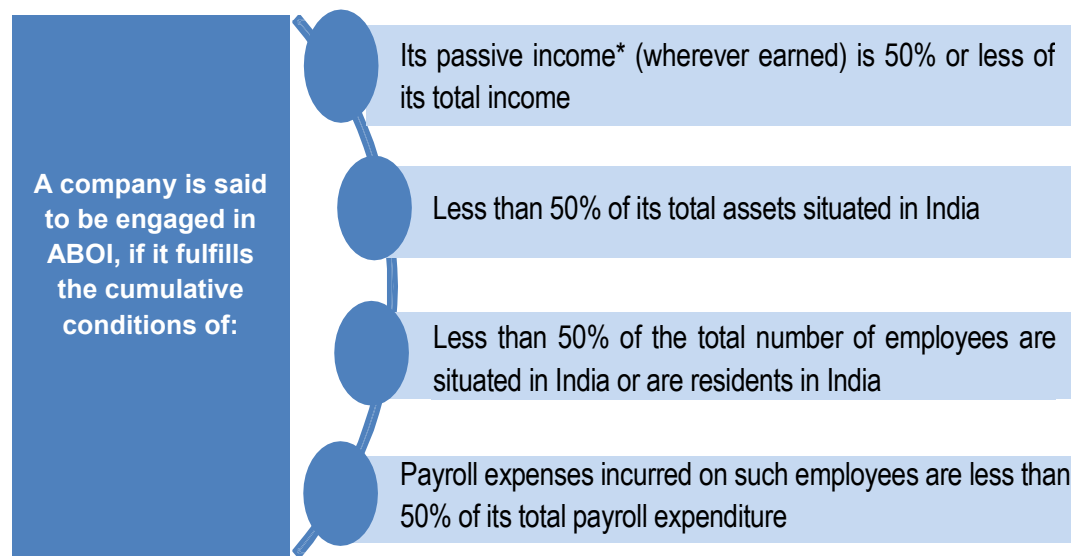 A company is said
to be engaged in
ABOI, if it fulfills
the cumulative
conditions of:
Its passive income* (wherever earned) is 50% or less of
its total income
Less than 50% of its total assets situated in India
Less than 50% of the total number of employees are
situated in India or are residents in India
Payroll expenses incurred on such employees are less than
50% of its total payroll expenditure